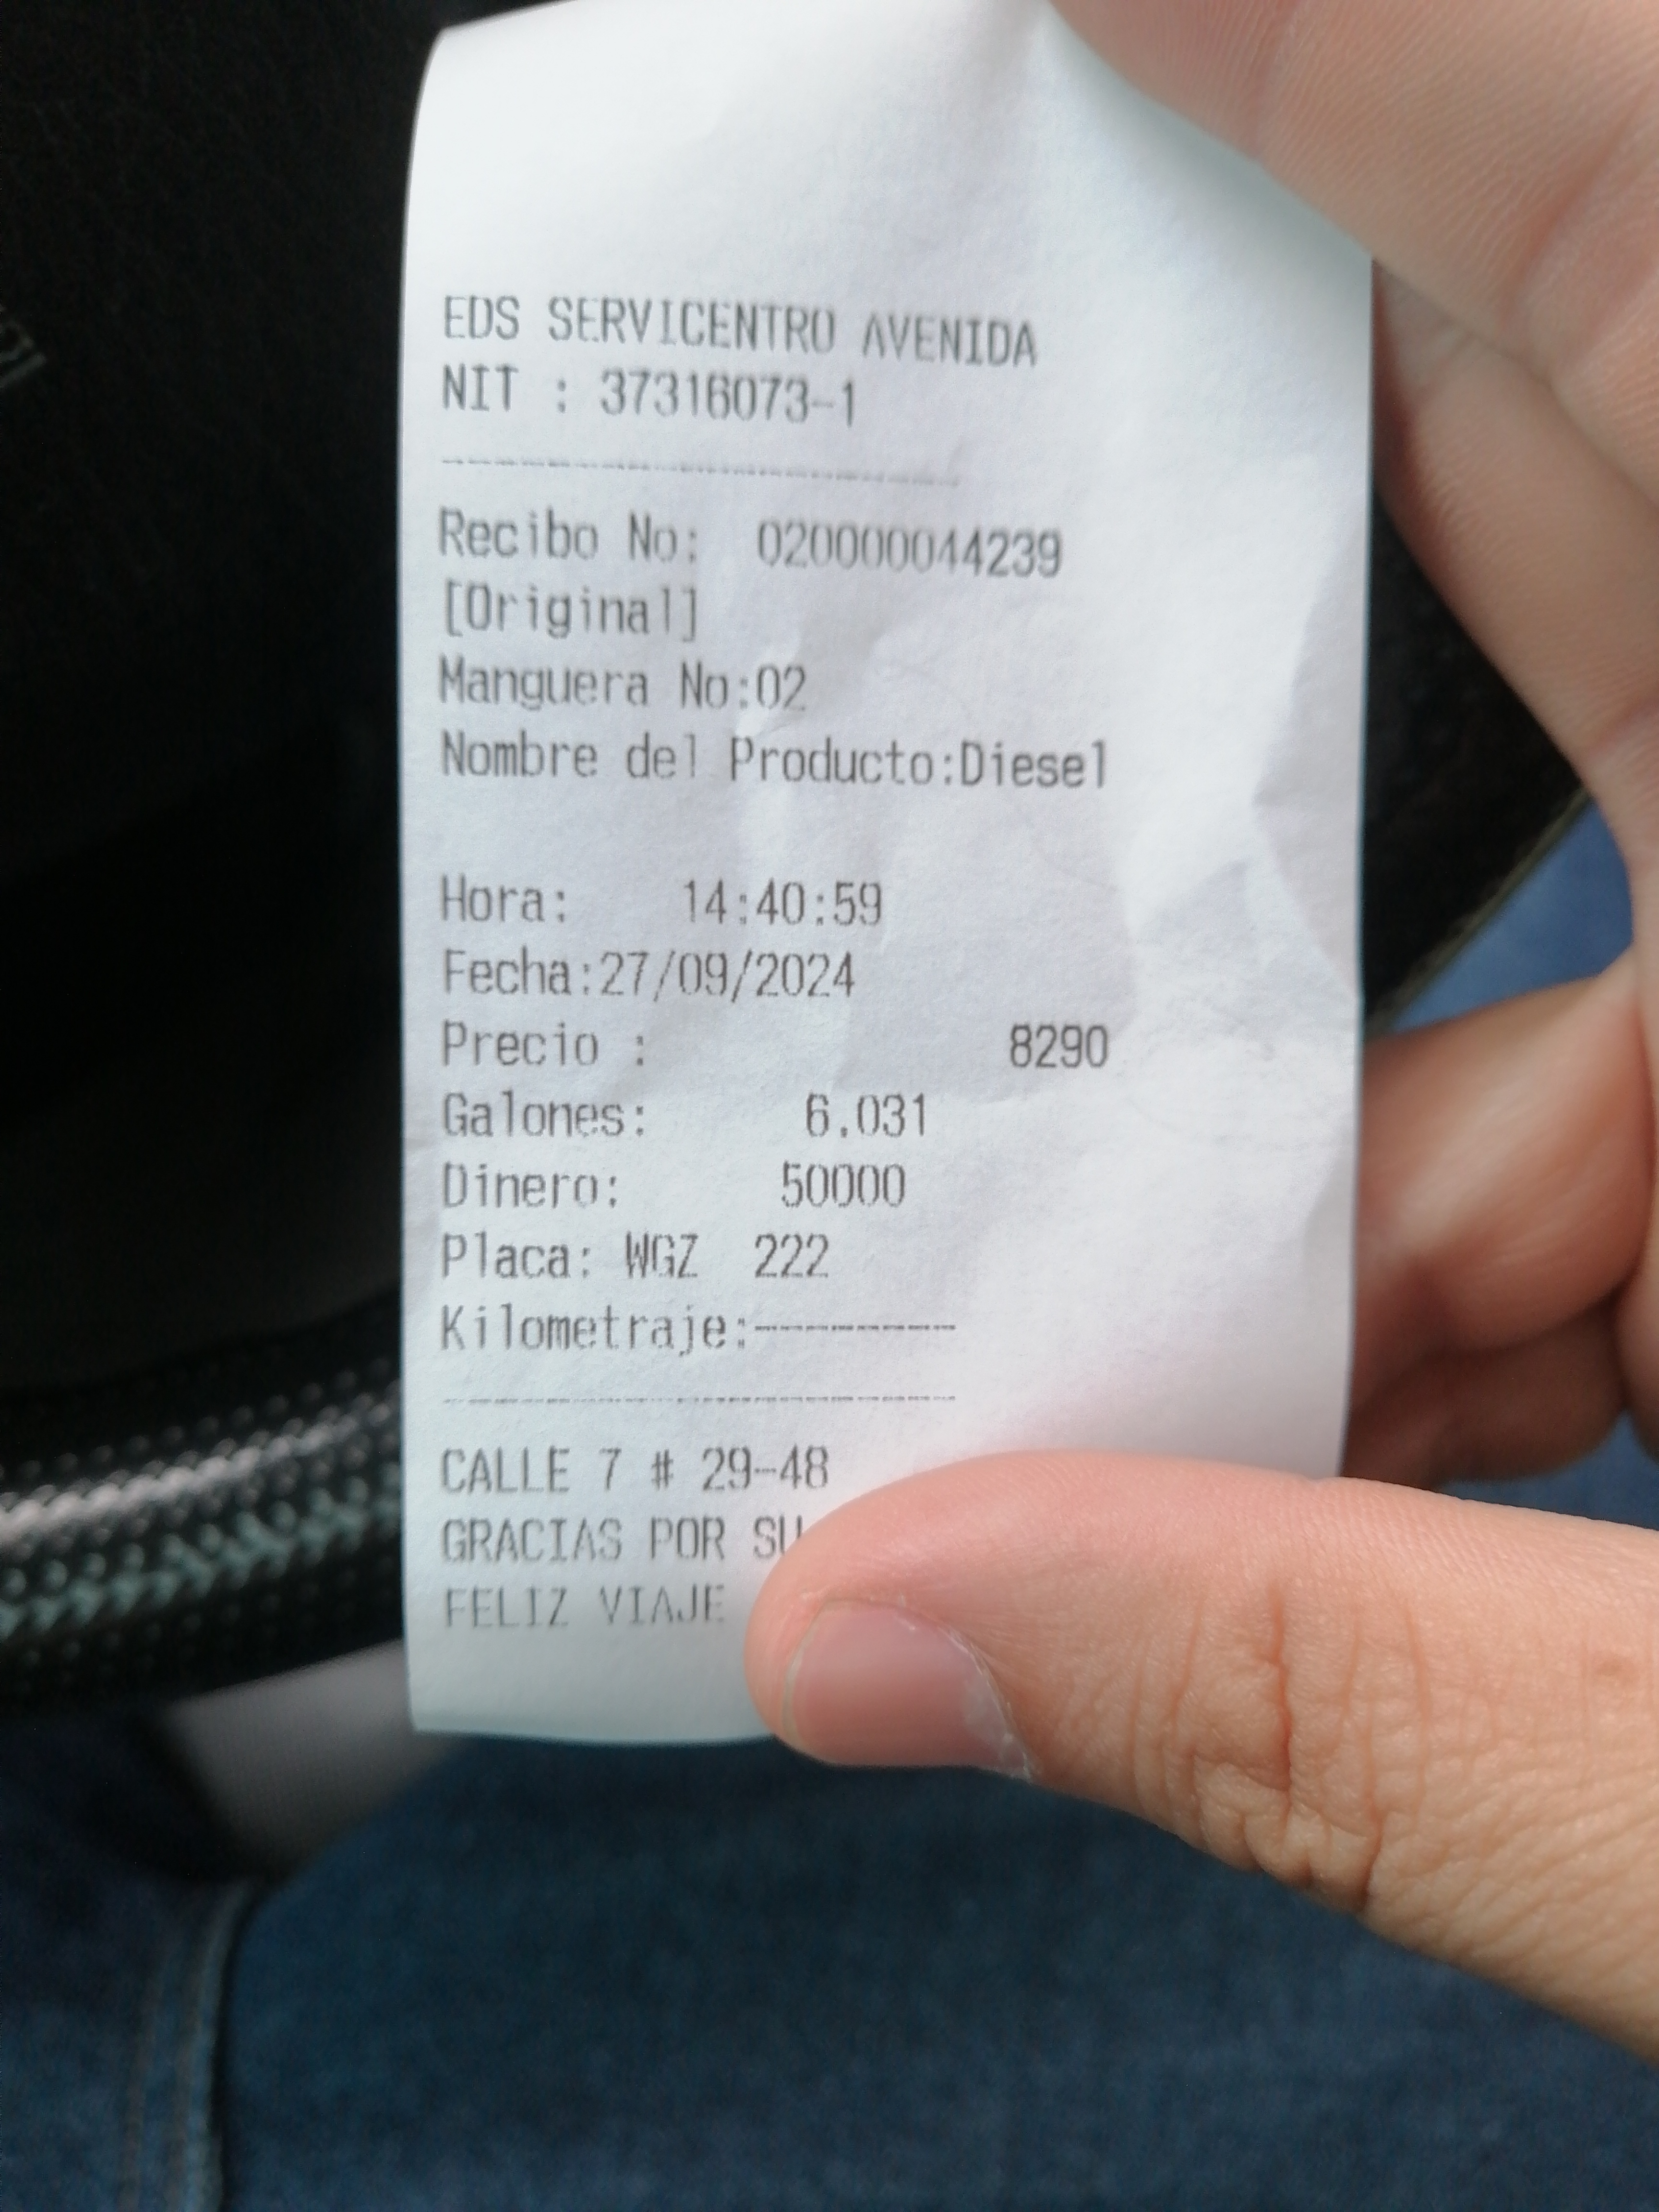 EDS SERVICENTRO AVENIDA
NIT : 37316073-1
--------------------
Recibo No: 020000044239
[Original]
Manguera No:02
Nombre del Producto:Diesel
Hora: 14:40:59
Fecha:27/09/2024
Precio : 8290
Galones: 6.031
Dinero: 50000
Placa: WGZ 222
Kilometraje:--------
--------------------
CALLE 7 # 29-48
GRACIAS POR SU
FELIZ VIAJE